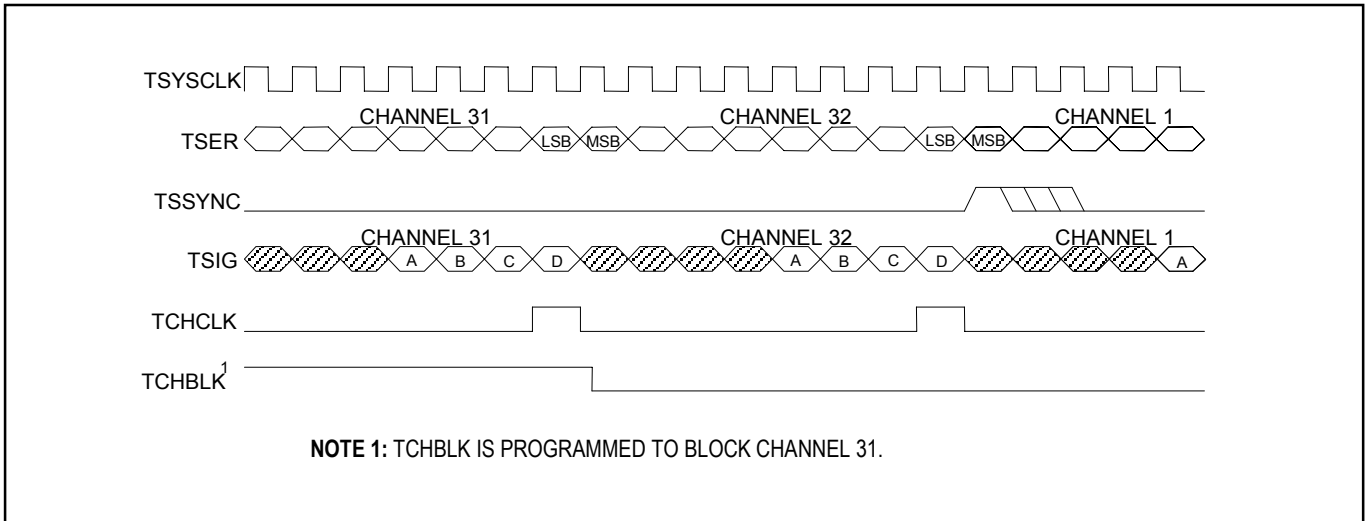 TSYSCLK
CHANNEL 31 CHANNEL 32 CHANNEL 1
TSER LSB MSB LSB MSB
TSSYNC
CHANNEL 31 CHANNEL 32 CHANNEL 1
TSIG A B C D A B C D A
TCHCLK
TCHBLK1
NOTE 1: TCHBLK IS PROGRAMMED TO BLOCK CHANNEL 31.